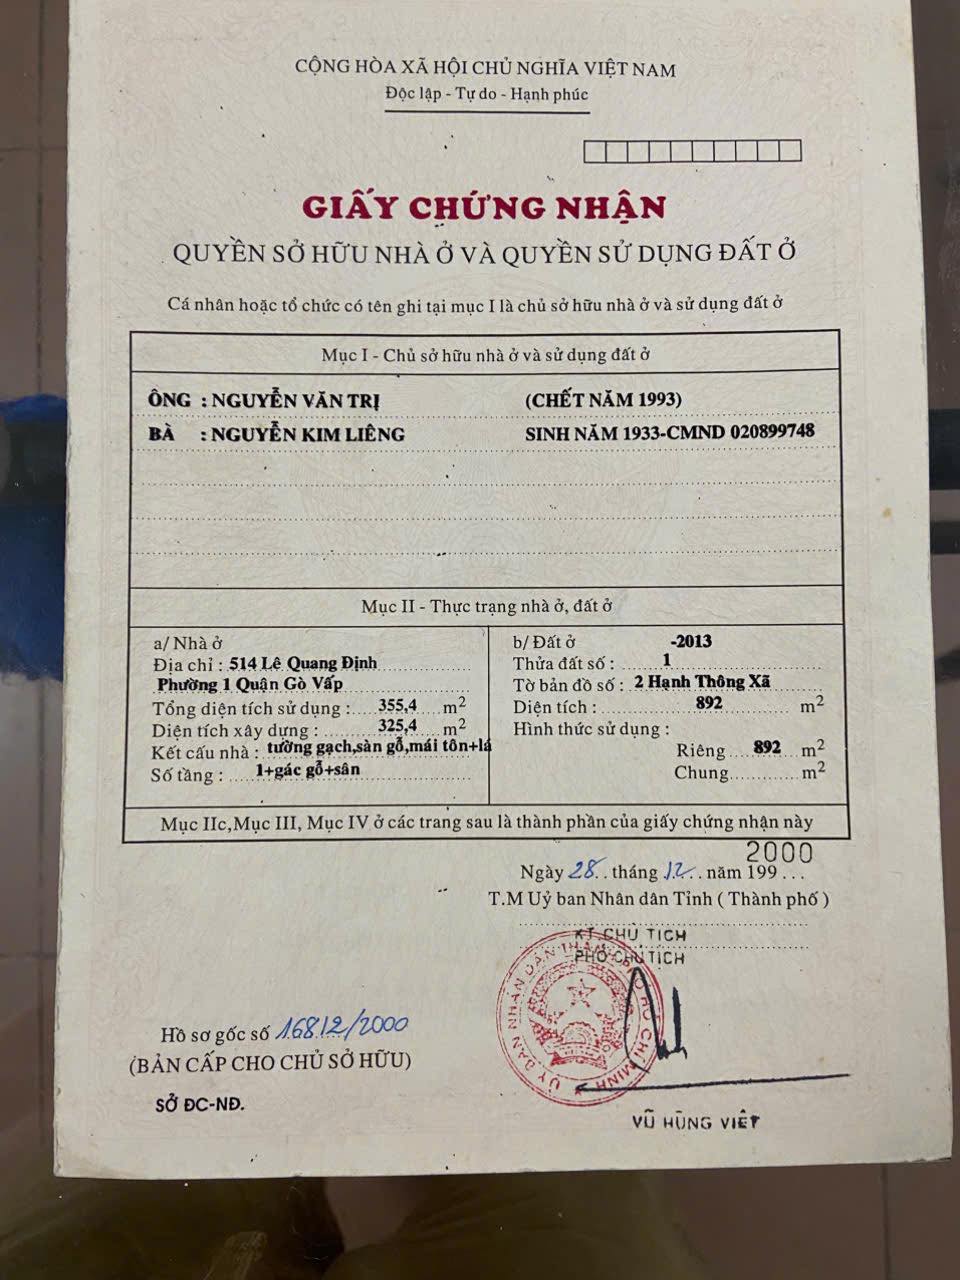 CỘNG HÒA XÃ HỘI CHỦ NGHĨA VIỆT NAM
Độc lập - Tự do - Hạnh phúc
GIẤY CHỨNG NHẬN
QUYỀN SỞ HỮU NHÀ Ở VÀ QUYỀN SỬ DỤNG ĐẤT Ở
Cá nhân hoặc tổ chức có tên ghi tại mục I là chủ sở hữu nhà ở và sử dụng đất ở
Mục I - Chủ sở hữu nhà ở và sử dụng đất ở
ÔNG : NGUYỄN VĂN TRỊ (CHẾT NĂM 1993)
BÀ : NGUYỄN KIM LIÊNG SINH NĂM 1933-CMND 020899748
Mục II - Thực trạng nhà ở, đất ở
a/ Nhà ở
Địa chỉ : 514 Lê Quang Định
Phường 1 Quận Gò Vấp
Tổng diện tích sử dụng : 355,4 m2
Diện tích xây dựng : 325,4 m2
Kết cấu nhà : tường gạch,sàn gỗ,mái tôn+lá
Số tầng : 1+gác gỗ+sân
b/ Đất ở -2013
Thửa đất số : 1
Tờ bản đồ số : 2 Hạnh Thông Xã
Diện tích : 892 m2
Hình thức sử dụng :
Riêng 892 m2
Chung m2
Mục IIc,Mục III, Mục IV ở các trang sau là thành phần của giấy chứng nhận này
2000
Ngày 28 tháng 12 năm 199
T.M Uỷ ban Nhân dân Tỉnh ( Thành phố )
KT CHỦ TỊCH
PHÓ CHỦ TỊCH
ỦY BAN NHÂN DÂN THÀNH PHỐ HỒ CHÍ MINH
Hồ sơ gốc số 16812/2000
(BẢN CẤP CHO CHỦ SỞ HỮU)
SỞ ĐC-NĐ.
VŨ HÙNG VIỆT